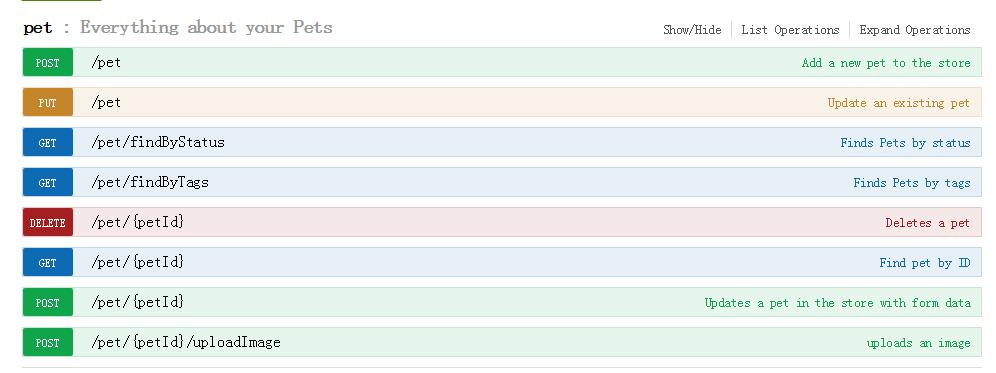 pet : Everything about your Pets Show/Hide List Operations Expand Operations
POST /pet Add a new pet to the store
PUT /pet Update an existing pet
GET /pet/findByStatus Finds Pets by status
GET /pet/findByTags Finds Pets by tags
DELETE /pet/{petId} Deletes a pet
GET /pet/{petId} Find pet by ID
POST /pet/{petId} Updates a pet in the store with form data
POST /pet/{petId}/uploadImage uploads an image